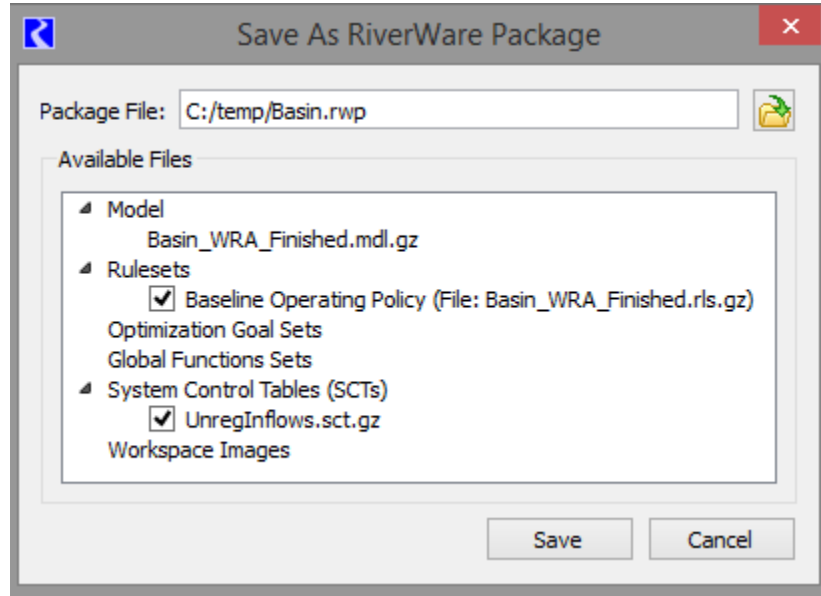 Save As RiverWare Package
Package File: C:/temp/Basin.rwp
Available Files
Model
Basin_WRA_Finished.mdl.gz
Rulesets
Baseline Operating Policy (File: Basin_WRA_Finished.rls.gz)
Optimization Goal Sets
Global Functions Sets
System Control Tables (SCTs)
UnregInflows.sct.gz
Workspace Images
Save Cancel